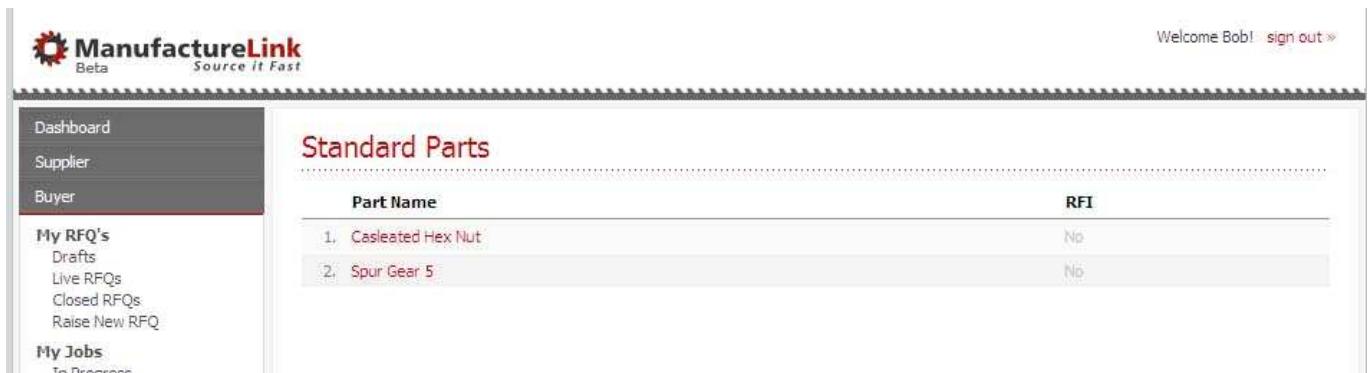 ManufactureLink
Beta Source it Fast
Welcome Bob! sign out »
Dashboard
Supplier
Buyer
My RFQ's
Drafts
Live RFQs
Closed RFQs
Raise New RFQ
My Jobs
In Progress
Standard Parts
Part Name RFI
1. Casleated Hex Nut No
2. Spur Gear 5 No